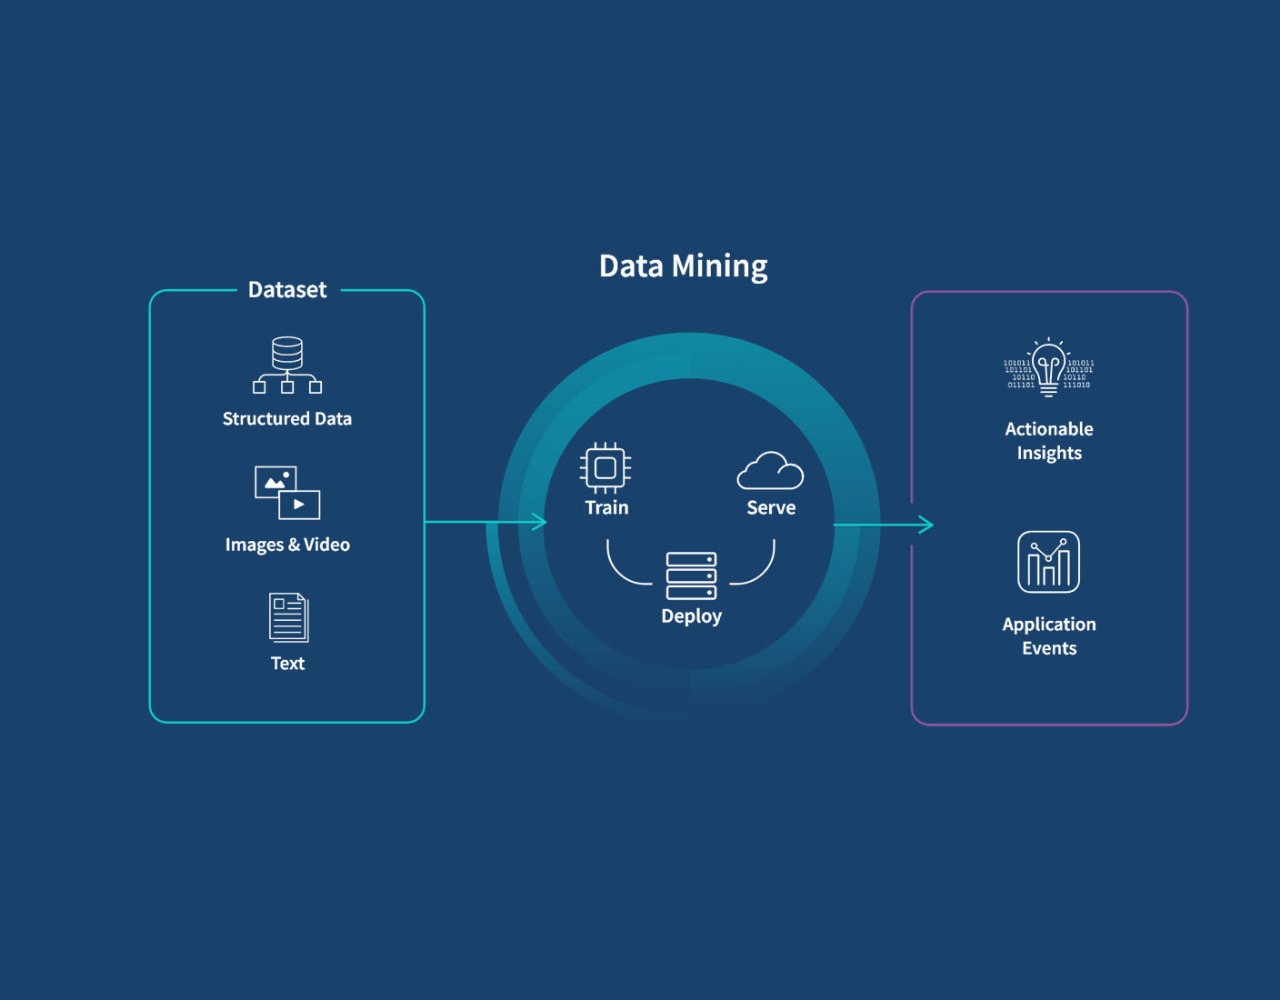 Data Mining
Dataset
Structured Data
Images & Video
Text
Train
Serve
Deploy
101011 101011
101101 101101
10110 10110
011101 111010
Actionable
Insights
Application
Events